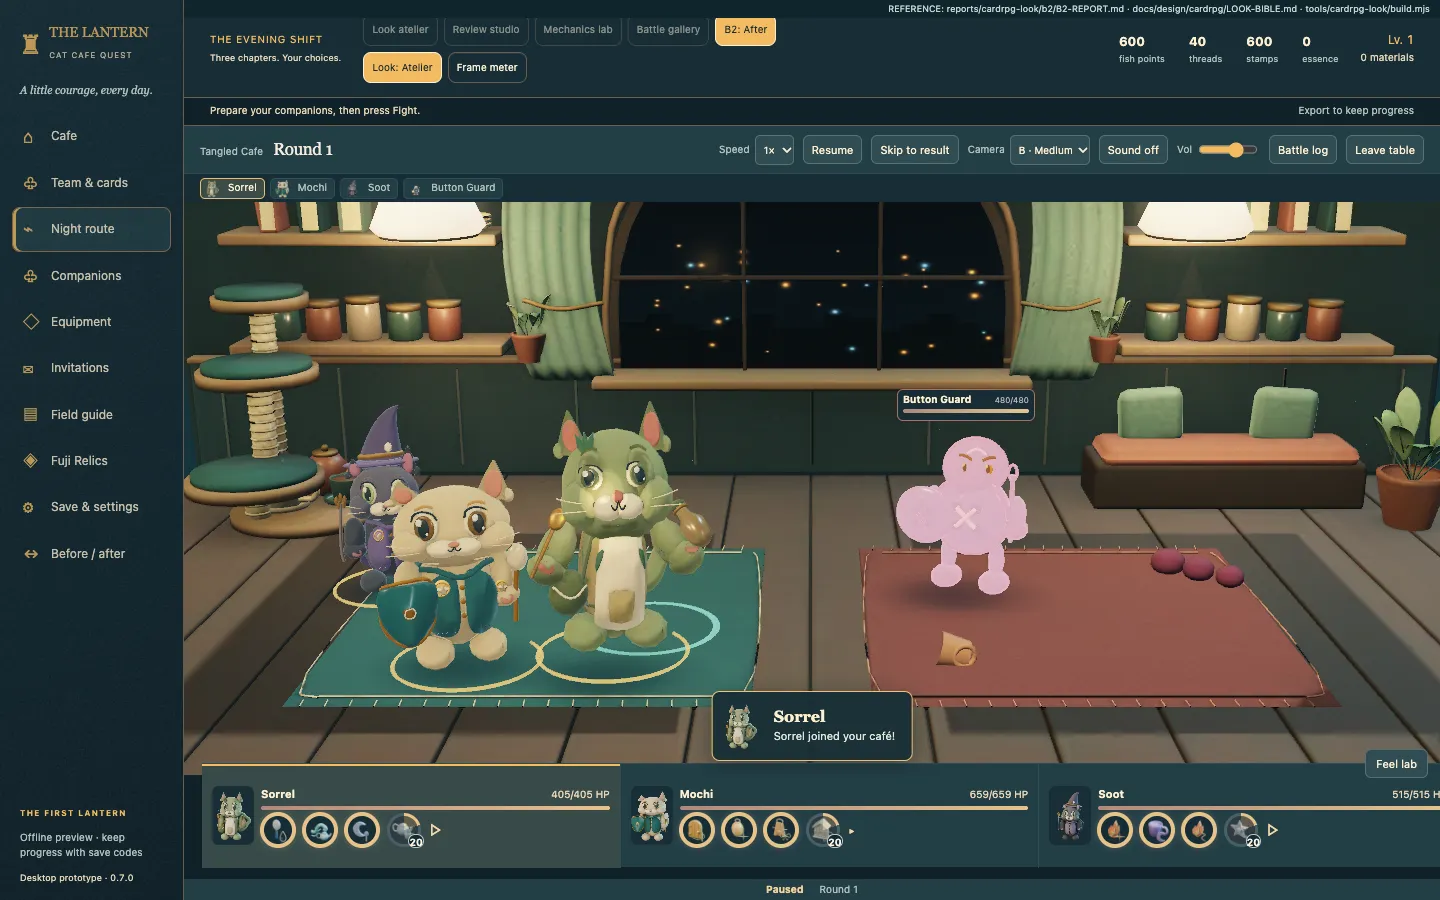 REFERENCE: reports/cardrpg-look/b2/B2-REPORT.md · docs/design/cardrpg/LOOK-BIBLE.md · tools/cardrpg-look/build.mjs
THE LANTERN
CAT CAFE QUEST
A little courage, every day.
Cafe
Team & cards
Night route
Companions
Equipment
Invitations
Field guide
Fuji Relics
Save & settings
Before / after
THE FIRST LANTERN
Offline preview · keep
progress with save codes
Desktop prototype · 0.7.0
THE EVENING SHIFT
Three chapters. Your choices.
Look atelier
Review studio
Mechanics lab
Battle gallery
B2: After
Look: Atelier
Frame meter
600
fish points
40
threads
600
stamps
0
essence
Lv. 1
0 materials
Prepare your companions, then press Fight.
Export to keep progress
Tangled Cafe Round 1
Speed
1x
Resume
Skip to result
Camera
B · Medium
Sound off
Vol
Battle log
Leave table
Sorrel
Mochi
Soot
Button Guard
Button Guard 480/480
Sorrel
Sorrel joined your café!
Feel lab
Sorrel 405/405 HP
20
Mochi 659/659 HP
20
Soot 515/515 H
20
Paused Round 1